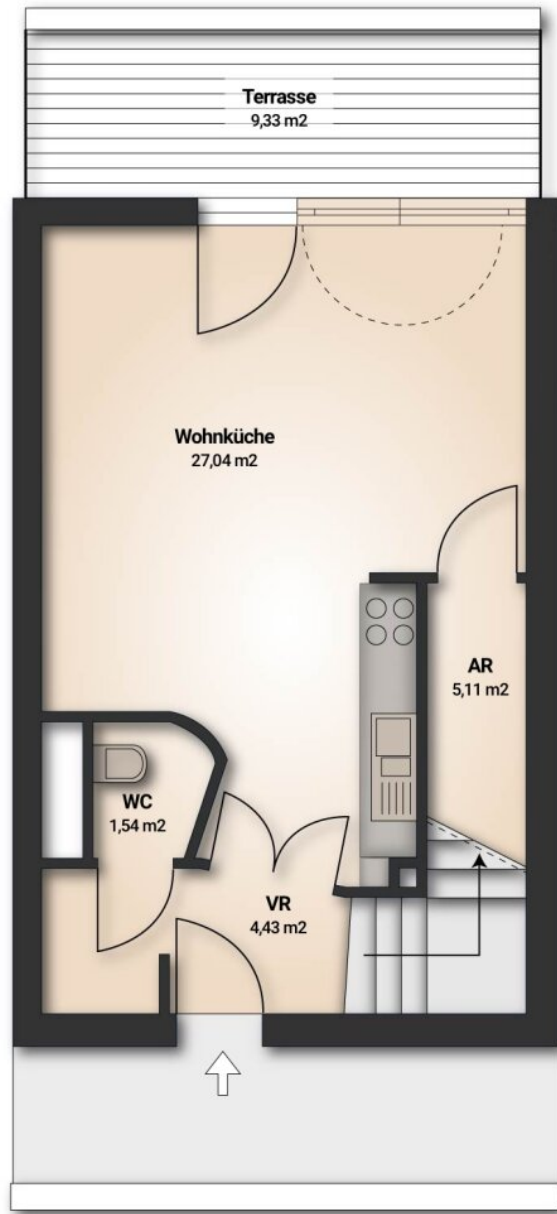 Terrasse
9,33 m2
Wohnküche
27,04 m2
AR
5,11 m2
WC
1,54 m2
VR
4,43 m2